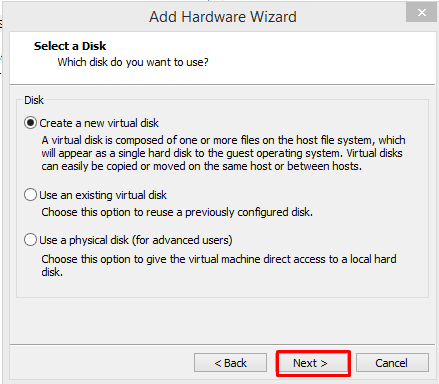 Add Hardware Wizard
Select a Disk
Which disk do you want to use?
Disk
Create a new virtual disk
A virtual disk is composed of one or more files on the host file system, which
will appear as a single hard disk to the guest operating system. Virtual disks
can easily be copied or moved on the same host or between hosts.
Use an existing virtual disk
Choose this option to reuse a previously configured disk.
Use a physical disk (for advanced users)
Choose this option to give the virtual machine direct access to a local hard
disk.
< Back Next > Cancel